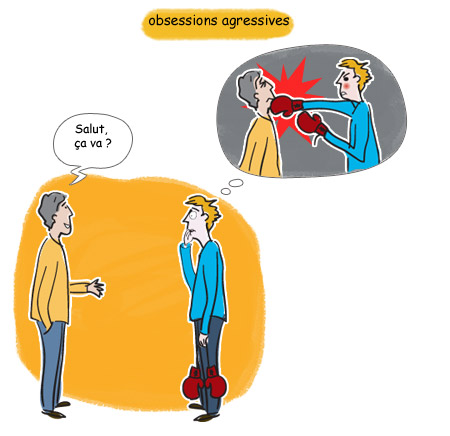 obsessions agressives
Salut,
ça va ?